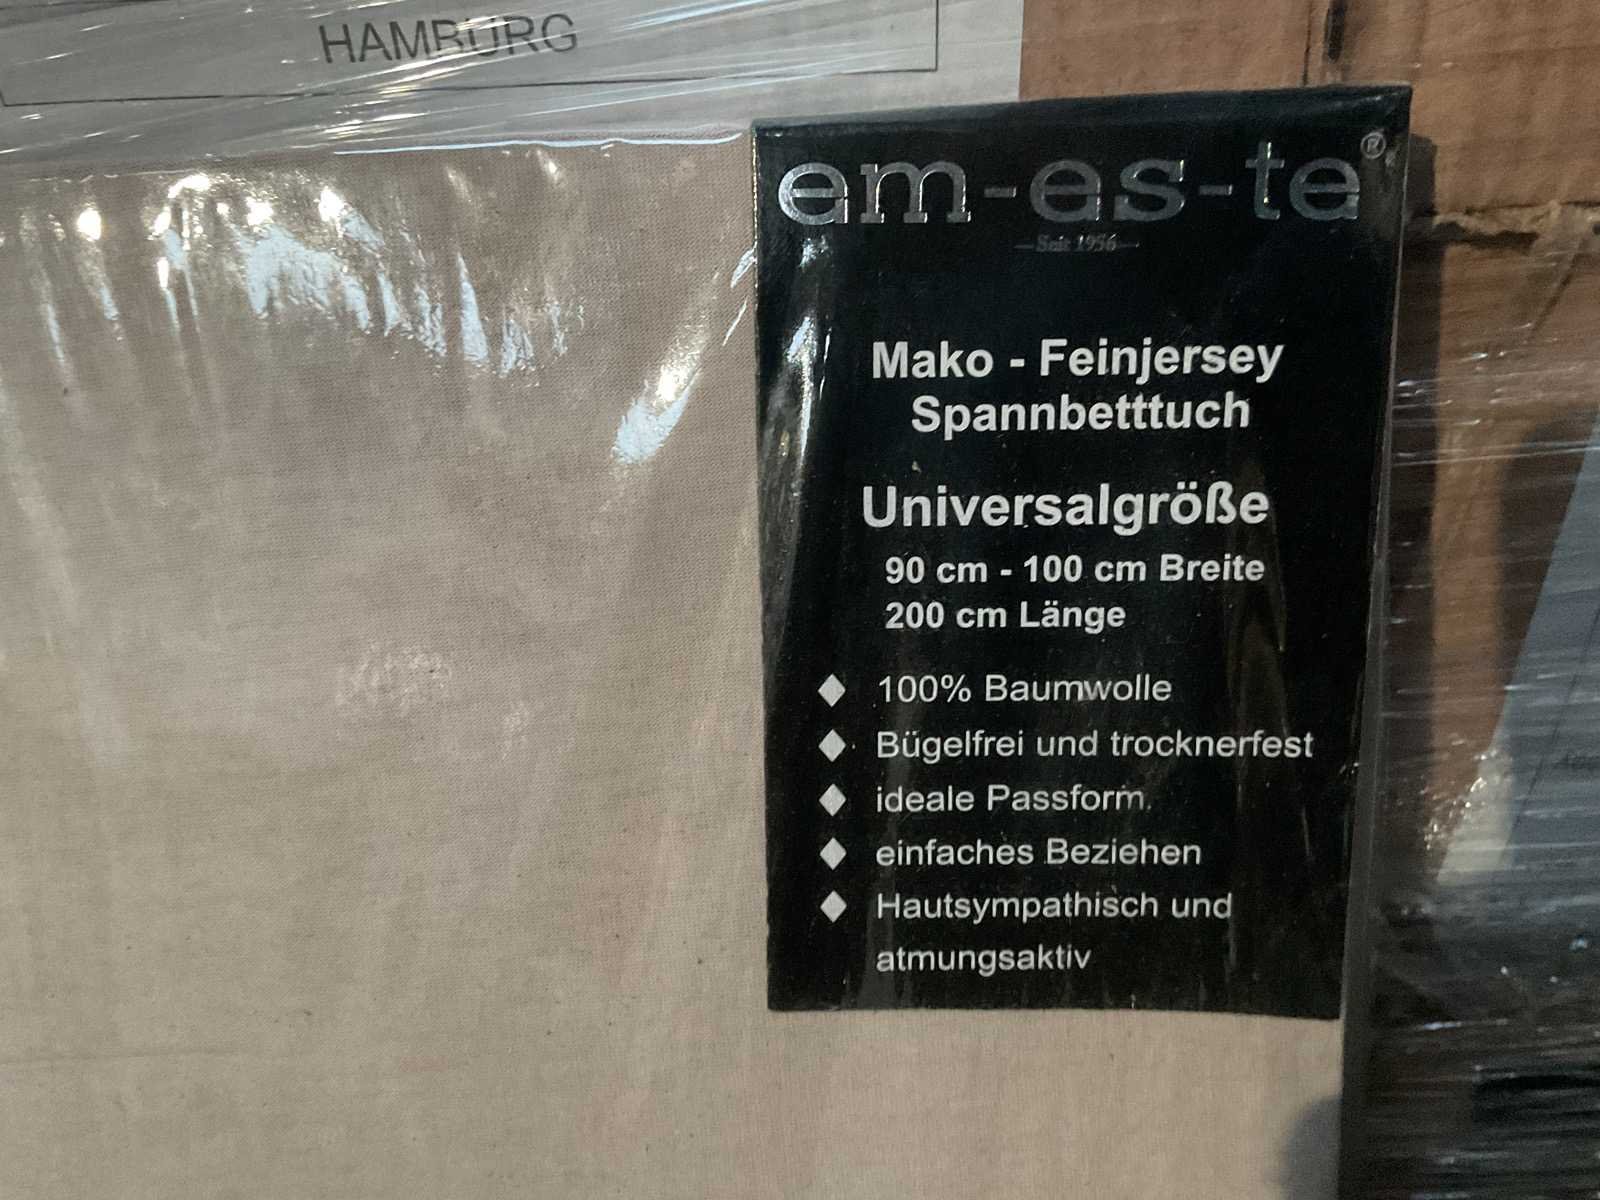 HAMBURG
em-es-te®
—Seit 1956—
Mako - Feinjersey
Spannbetttuch
Universalgröße
90 cm - 100 cm Breite
200 cm Länge
100% Baumwolle
Bügelfrei und trocknerfest
ideale Passform.
einfaches Beziehen
Hautsympathisch und
atmungsaktiv